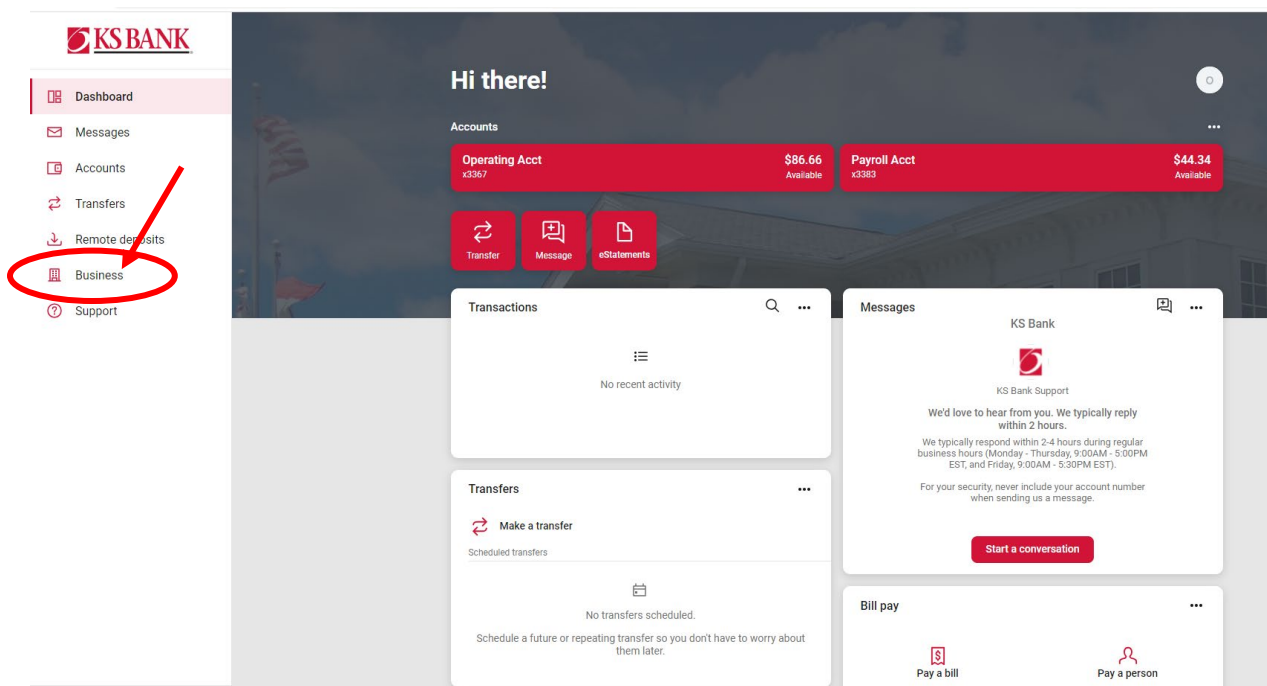 KS BANK
Dashboard
Messages
Accounts
Transfers
Remote deposits
Business
Support
Hi there!
O
Accounts
Operating Acct
$86.66
x3367
Available
Payroll Acct
$44.34
x3383
Available
Transfer
Message
eStatements
Transactions
No recent activity
Transfers
Make a transfer
Scheduled transfers
No transfers scheduled.
Schedule a future or repeating transfer so you don't have to worry about
them later.
Messages
KS Bank
KS Bank Support
We'd love to hear from you. We typically reply
within 2 hours.
We typically respond within 2-4 hours during regular
business hours (Monday - Thursday, 9:00AM - 5:00PM
EST, and Friday, 9:00AM - 5:30PM EST).
For your security, never include your account number
when sending us a message.
Start a conversation
Bill pay
Pay a bill
Pay a person